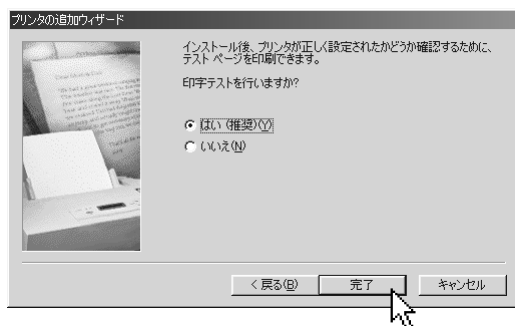 プリンタの追加ウィザード
インストール後、プリンタが正しく設定されたかどうか確認するために、
テスト ページを印刷できます。
印字テストを行いますか?
はい (推奨)(Y)
いいえ(N)
< 戻る(B)
完了
キャンセル